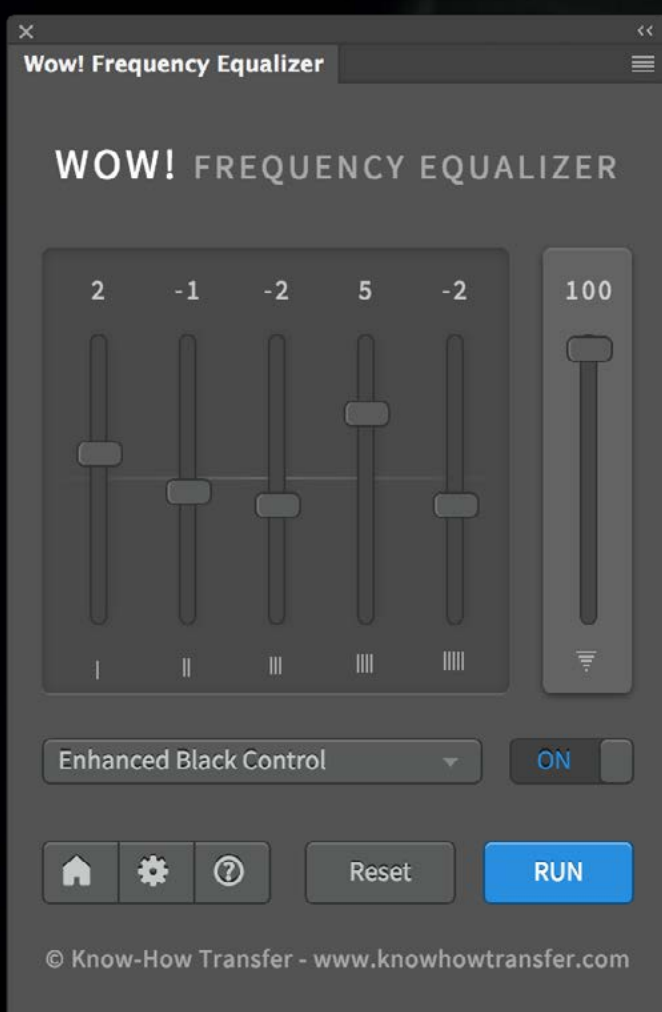 Wow! Frequency Equalizer
WOW! FREQUENCY EQUALIZER
2 -1 -2 5 -2 100
Enhanced Black Control ON
Reset RUN
© Know-How Transfer - www.knowhowtransfer.com